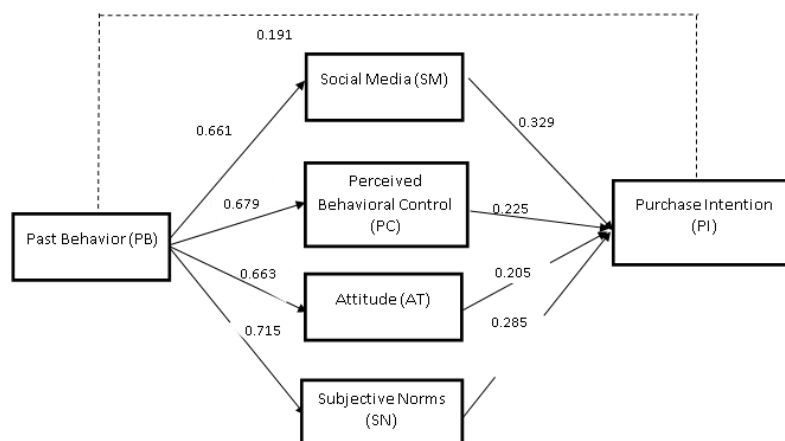 0.191
Social Media (SM)
0.661
0.329
Perceived
Behavioral Control
(PC)
0.679
0.225
Purchase Intention
(PI)
Past Behavior (PB)
0.663
0.205
Attitude (AT)
0.715
0.285
Subjective Norms
(SN)